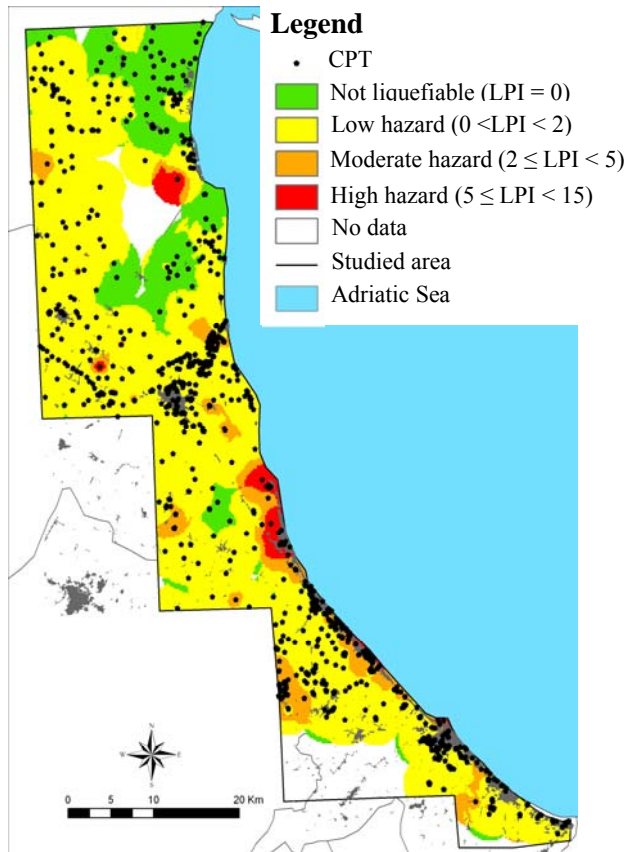 Legend
CPT
Not liquefiable (LPI = 0)
Low hazard (0 <LPI < 2)
Moderate hazard (2 ≤ LPI < 5)
High hazard (5 ≤ LPI < 15)
No data
Studied area
Adriatic Sea
N
W E
S
0 5 10 20 Km